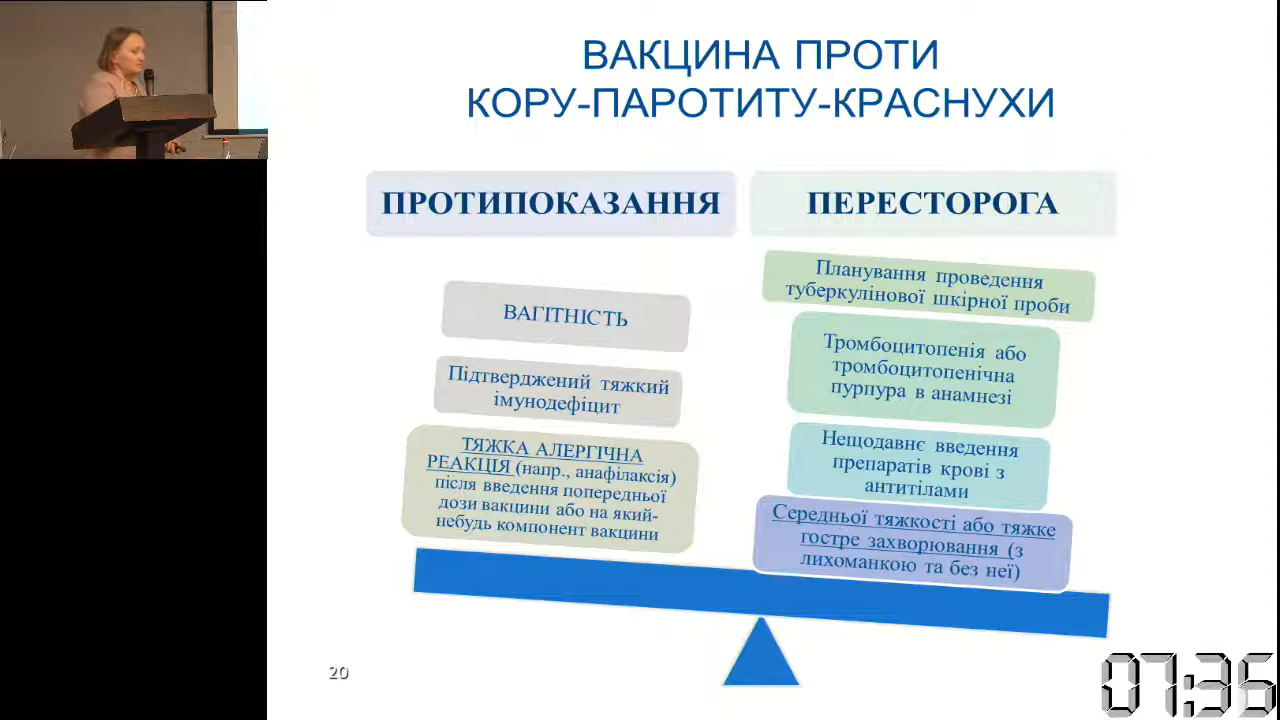 ВАКЦИНА ПРОТИ
КОРУ-ПАРОТИТУ-КРАСНУХИ
ПРОТИПОКАЗАННЯ
ВАГІТНІСТЬ
Підтверджений тяжкий
імунодефіцит
ТЯЖКА АЛЕРГІЧНА
РЕАКЦІЯ (напр., анафілаксія)
після введення попередньої
дози вакцини або на який-
небудь компонент вакцини
ПЕРЕСТОРОГА
Планування проведення
туберкулінової шкірної проби
Тромбоцитопенія або
тромбоцитопенічна
пурпура в анамнезі
Нещодавнє введення
препаратів крові з
антитілами
Середньої тяжкості або тяжке
гостре захворювання (з
лихоманкою та без неї)
20
07:35